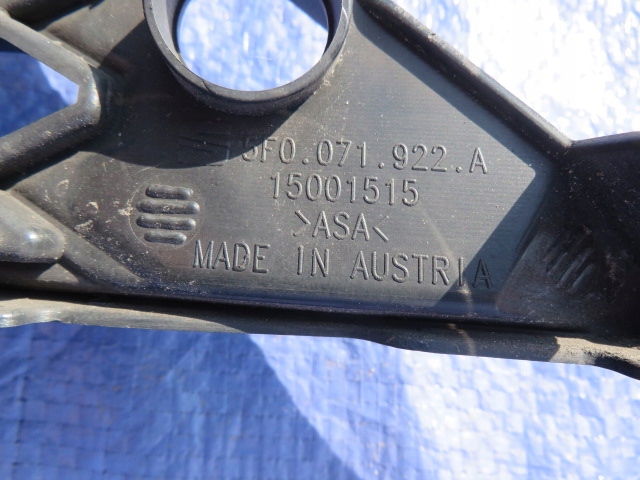 5F0.071.922.A
15001515
>ASA<
MADE IN AUSTRIA